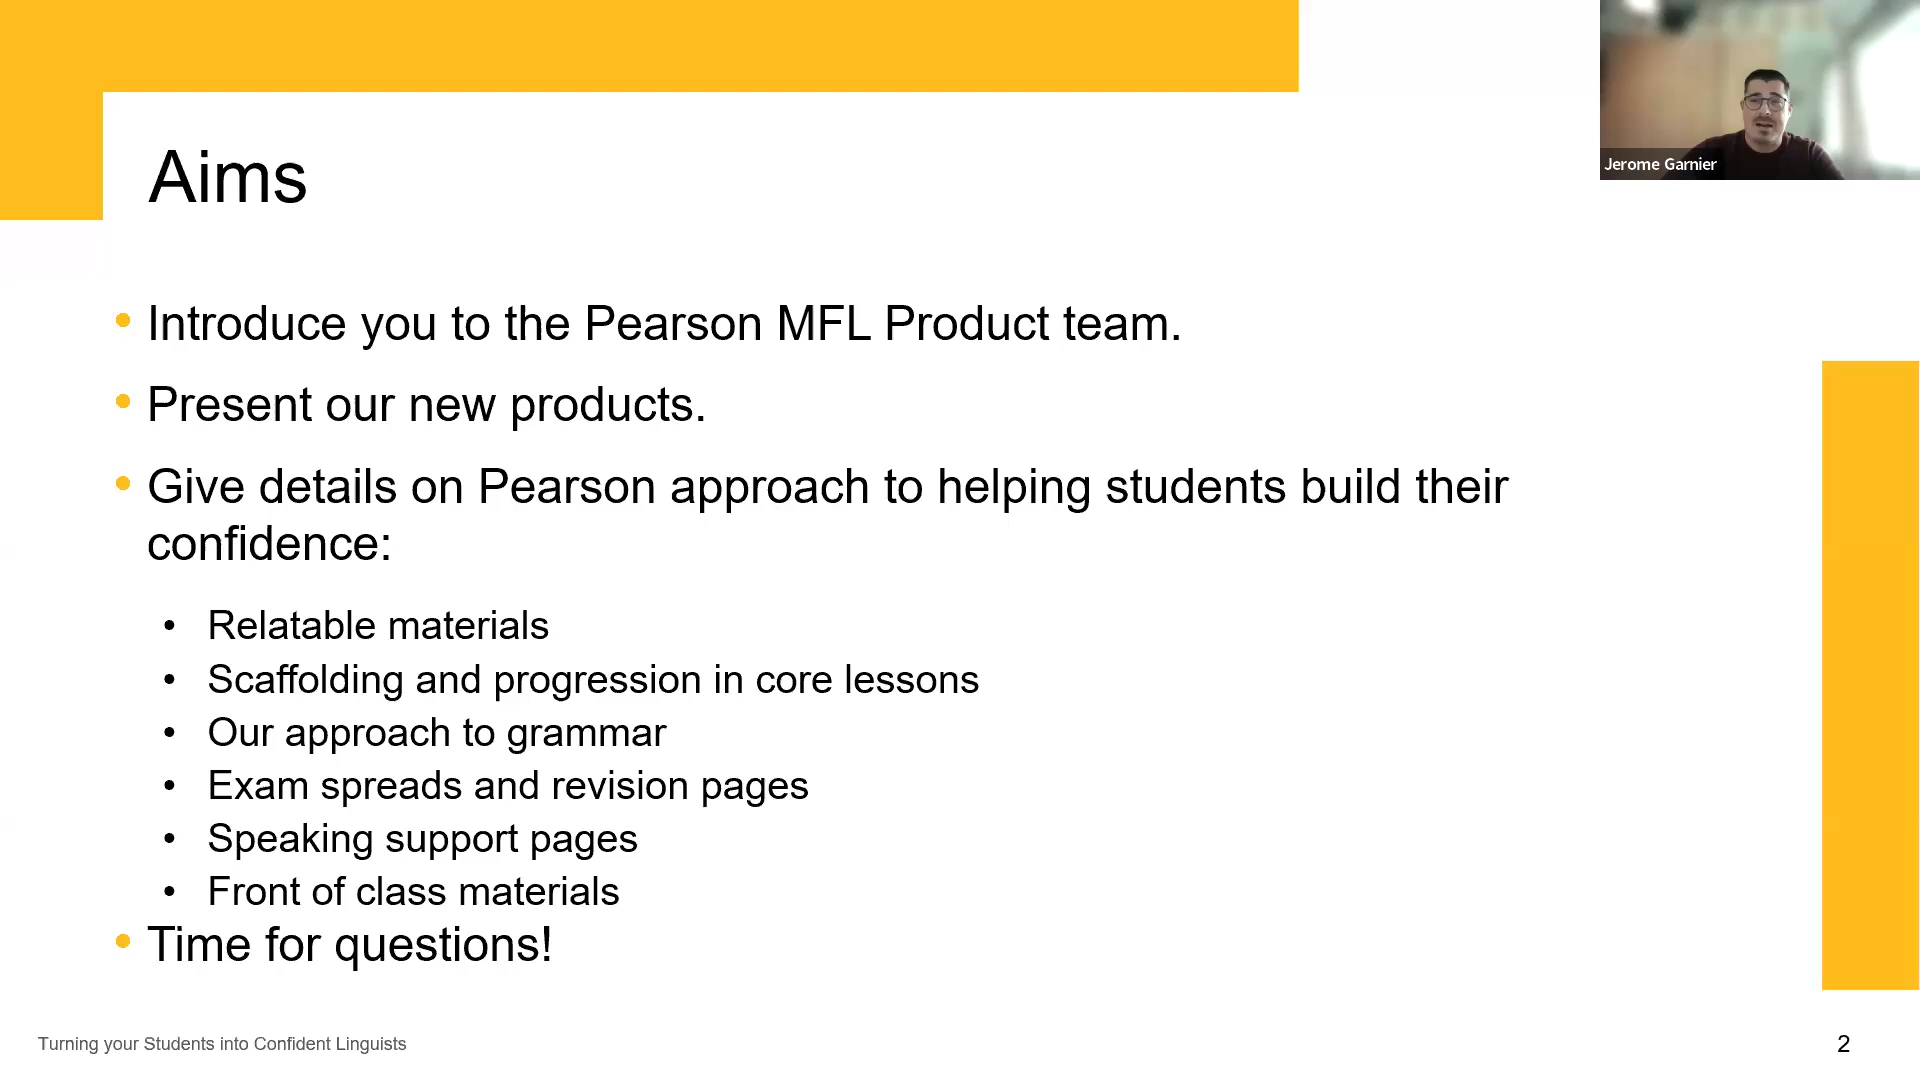 Jerome Garnier
Aims
• Introduce you to the Pearson MFL Product team.
• Present our new products.
• Give details on Pearson approach to helping students build their
confidence:
• Relatable materials
• Scaffolding and progression in core lessons
• Our approach to grammar
• Exam spreads and revision pages
• Speaking support pages
• Front of class materials
• Time for questions!
Turning your Students into Confident Linguists
2